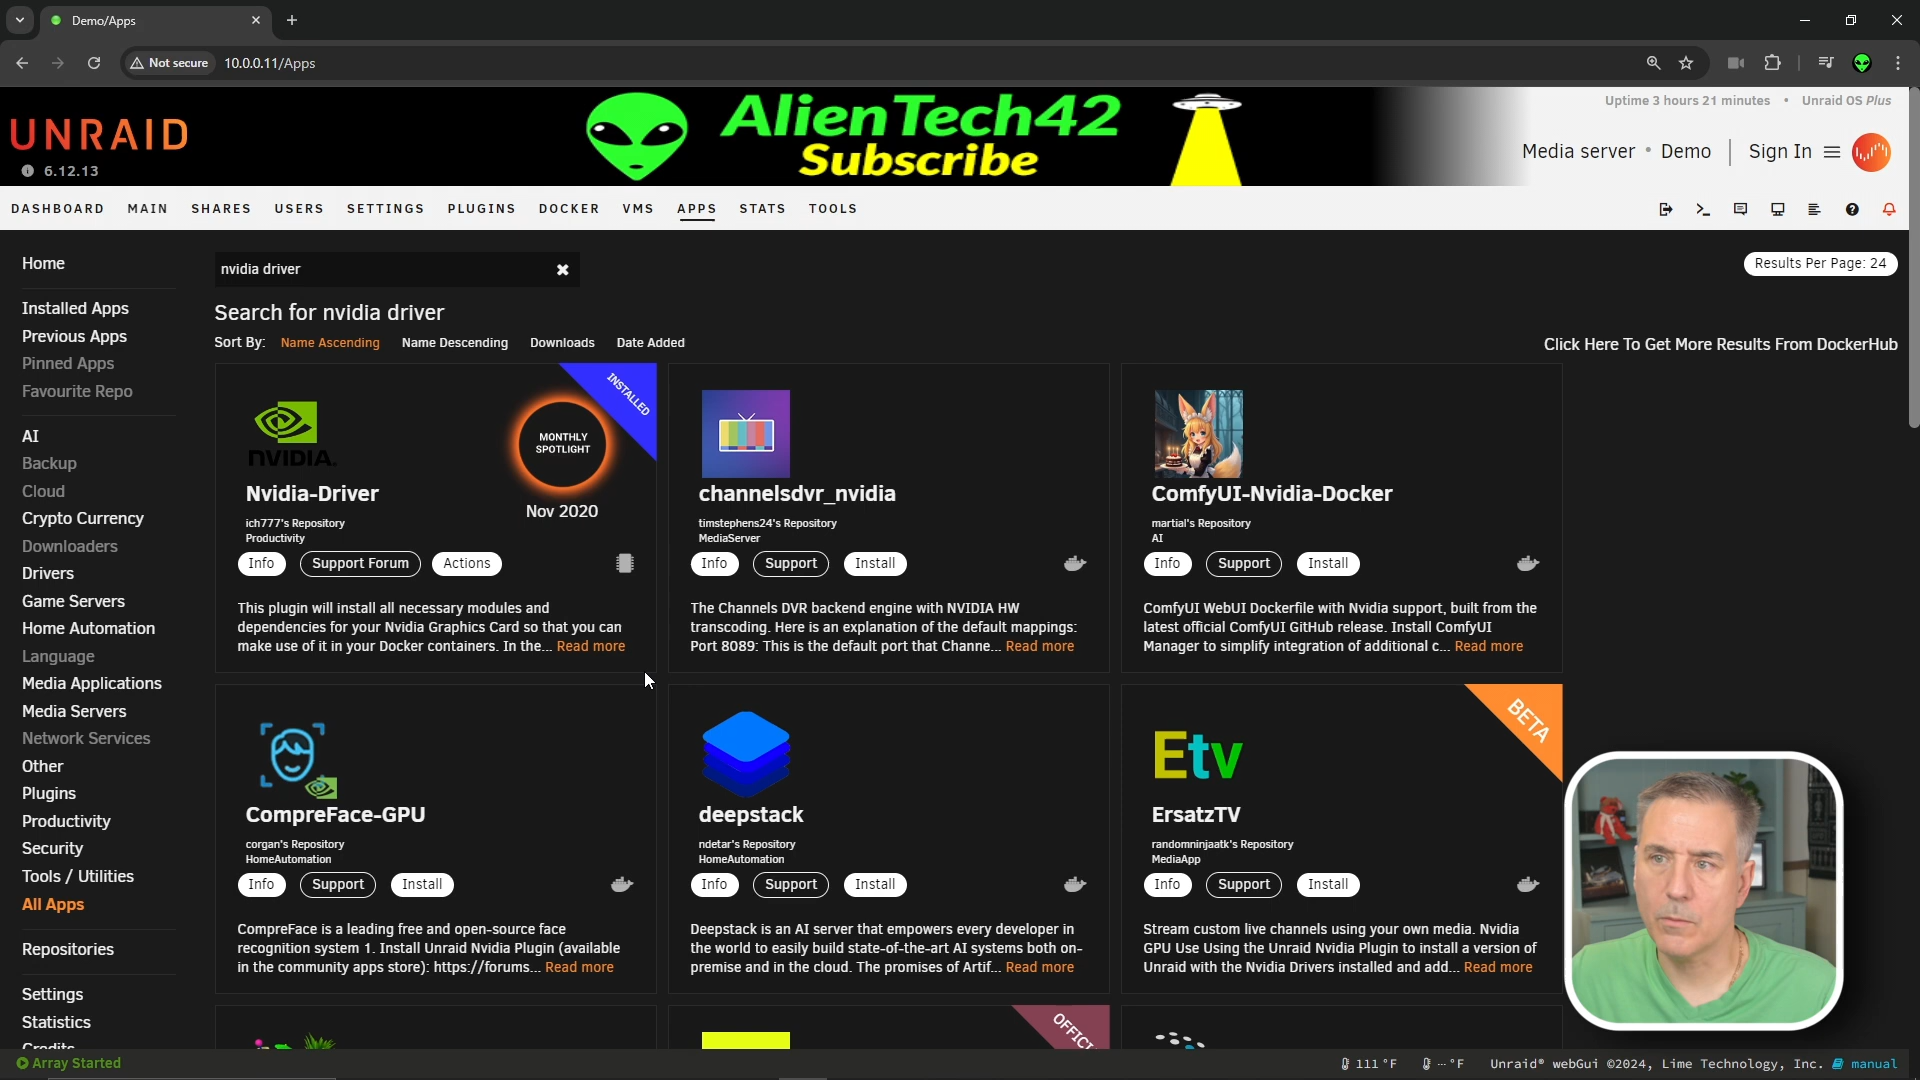 Demo/Apps
Not secure
10.0.0.11/Apps
AlienTech42
Subscribe
Uptime 3 hours 21 minutes • Unraid OS Plus
UNRAID
6.12.13
Media server • Demo
Sign In
DASHBOARD MAIN SHARES USERS SETTINGS PLUGINS DOCKER VMS APPS STATS TOOLS
Home
Installed Apps
Previous Apps
Pinned Apps
Favourite Repo
AI
Backup
Cloud
Crypto Currency
Downloaders
Drivers
Game Servers
Home Automation
Language
Media Applications
Media Servers
Network Services
Other
Plugins
Productivity
Security
Tools / Utilities
All Apps
Repositories
Settings
Statistics
Credits
nvidia driver
Results Per Page: 24
Search for nvidia driver
Sort By: Name Ascending Name Descending Downloads Date Added
Click Here To Get More Results From DockerHub
INSTALLED
MONTHLY
SPOTLIGHT
Nov 2020
NVIDIA.
Nvidia-Driver
ich777's Repository
Productivity
Info Support Forum Actions
This plugin will install all necessary modules and
dependencies for your Nvidia Graphics Card so that you can
make use of it in your Docker containers. In the... Read more
channelsdvr_nvidia
timstephens24's Repository
MediaServer
Info Support Install
The Channels DVR backend engine with NVIDIA HW
transcoding. Here is an explanation of the default mappings:
Port 8089: This is the default port that Channe... Read more
ComfyUI-Nvidia-Docker
martial's Repository
AI
Info Support Install
ComfyUI WebUI Dockerfile with Nvidia support, built from the
latest official ComfyUI GitHub release. Install ComfyUI
Manager to simplify integration of additional c... Read more
CompreFace-GPU
corgan's Repository
HomeAutomation
Info Support Install
CompreFace is a leading free and open-source face
recognition system 1. Install Unraid Nvidia Plugin (available
in the community apps store): https://forums... Read more
deepstack
ndetar's Repository
HomeAutomation
Info Support Install
Deepstack is an AI server that empowers every developer in
the world to easily build state-of-the-art AI systems both on-
premise and in the cloud. The promises of Artif... Read more
BETA
Etv
ErsatzTV
randomninjaatk's Repository
MediaApp
Info Support Install
Stream custom live channels using your own media. Nvidia
GPU Use Using the Unraid Nvidia Plugin to install a version of
Unraid with the Nvidia Drivers installed and add... Read more
Array Started
111 °F
-- °F
Unraid® webGui ©2024, Lime Technology, Inc.
manual